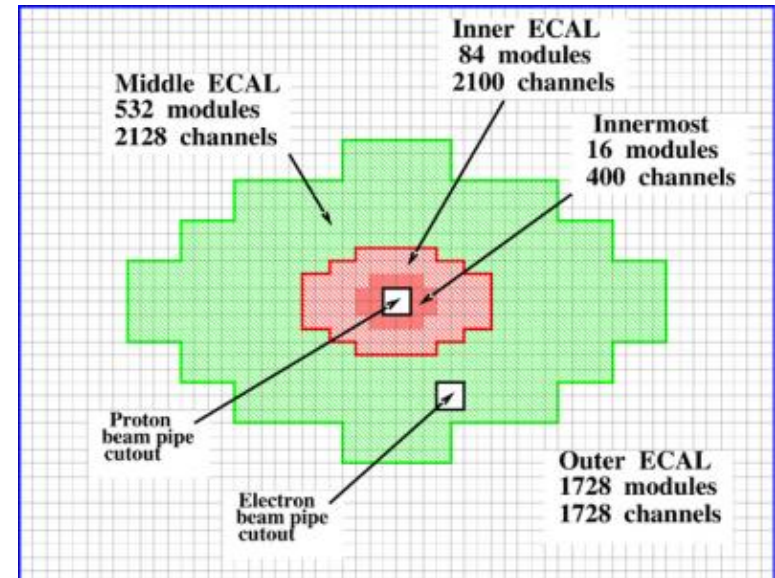 Inner ECAL
84 modules
2100 channels
Middle ECAL
532 modules
2128 channels
Innermost
16 modules
400 channels
Proton
beam pipe
cutout
Electron
beam pipe
cutout
Outer ECAL
1728 modules
1728 channels